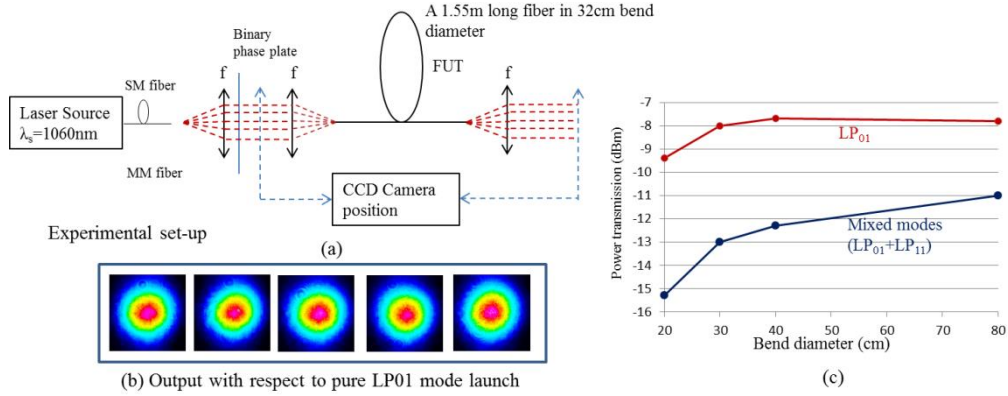 (a)
A 1.55m long fiber in 32cm bend
diameter
Binary
phase plate
FUT
f
f
f
SM fiber
Laser Source
λs=1060nm
MM fiber
CCD Camera
position
Experimental set-up
(a)
(b) Output with respect to pure LP01 mode launch
Power transmission (dBm)
-7
-8
-9
-10
-11
-12
-13
-14
-15
-16
LP01
Mixed modes
(LP01+LP11)
20
30
40
50
60
70
80
Bend diameter (cm)
(c)